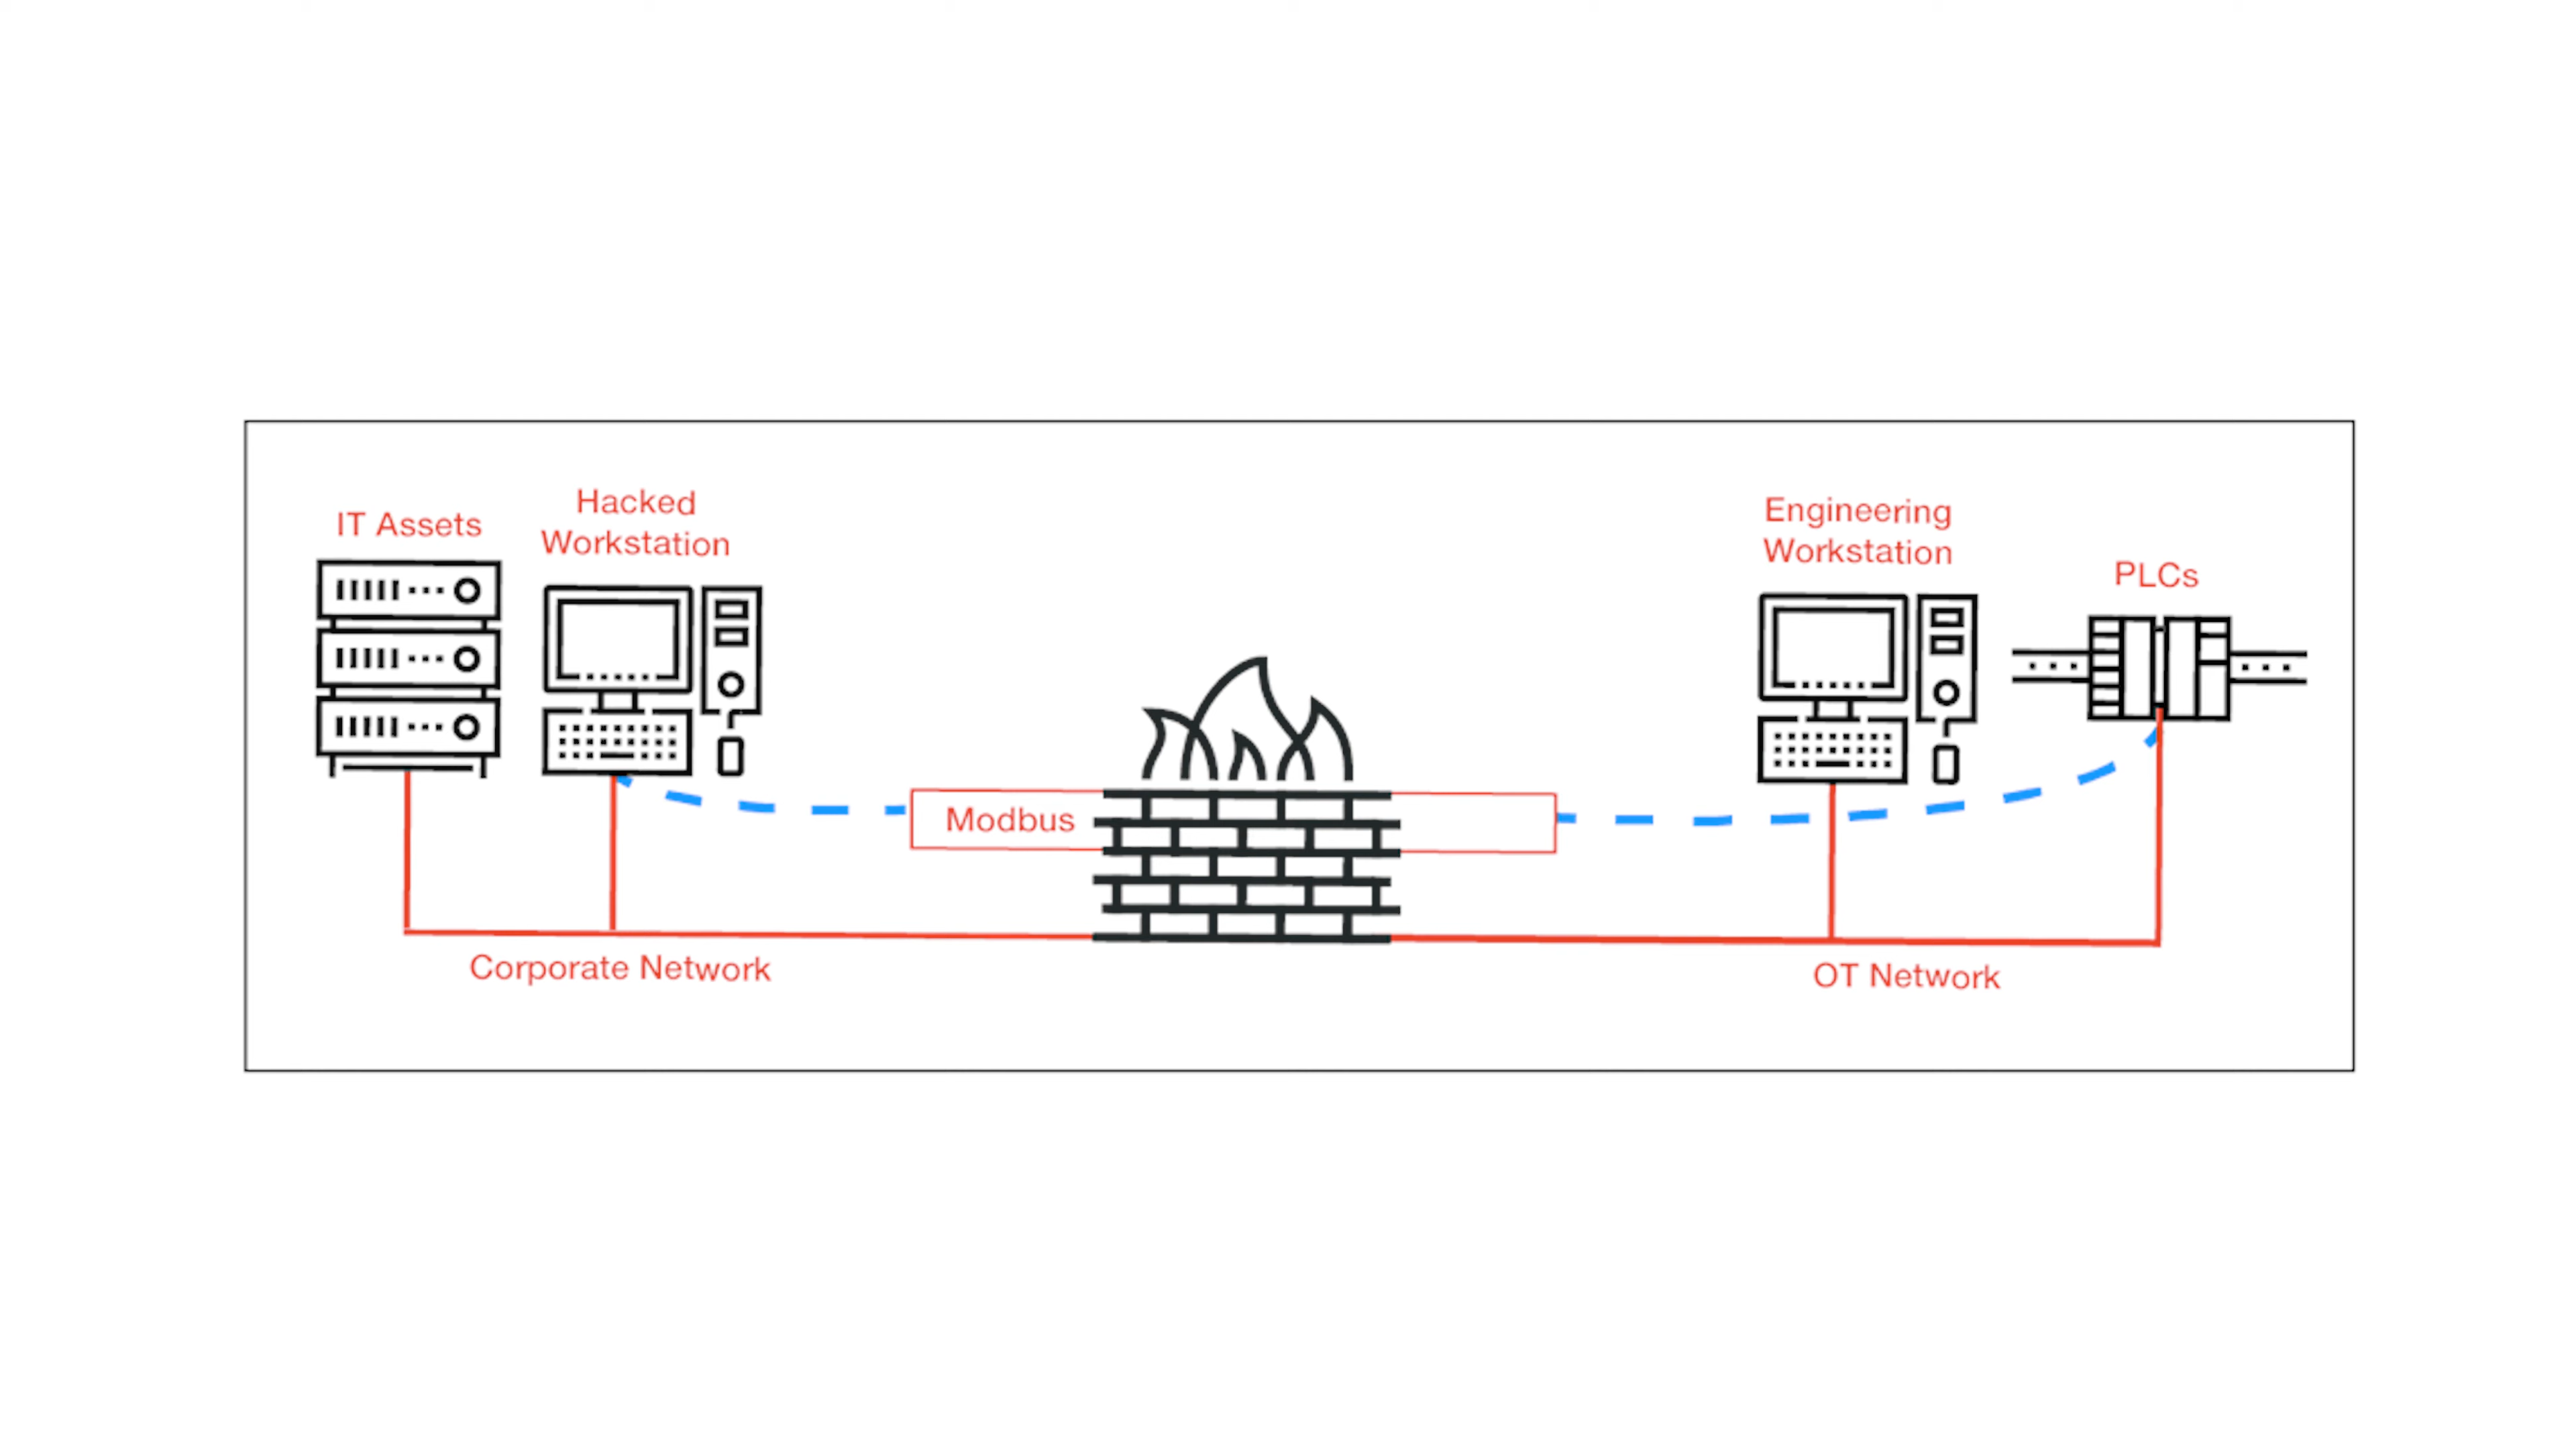 IT Assets
Hacked
Workstation
Engineering
Workstation
PLCs
Modbus
Corporate Network
OT Network